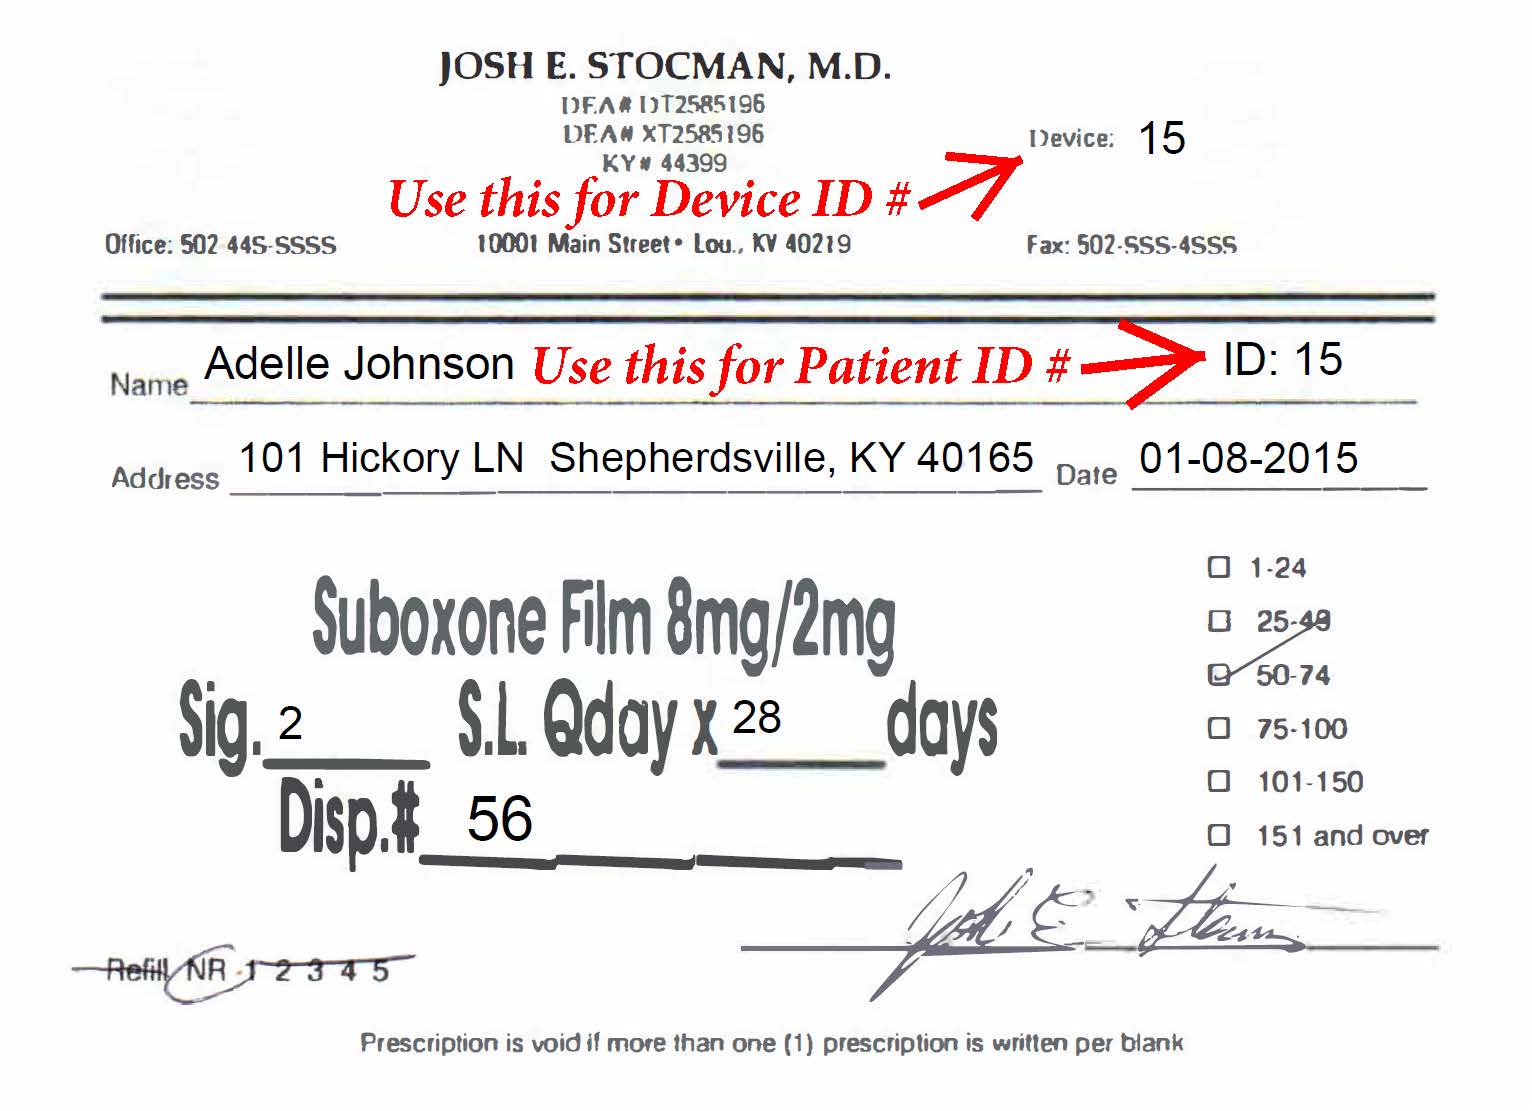 JOSH E. STOCMAN, M.D.
DEA# DT2585196
DEA# XT2585196
KY# 44399
Device: 15
Use this for Device ID #
Office: 502 44S-SSSS
10001 Main Street • Lou., KY 40219
Fax: 502-SSS-4SSS
Name Adelle Johnson Use this for Patient ID # ID: 15
Address 101 Hickory LN Shepherdsville, KY 40165 Date 01-08-2015
Suboxone Film 8mg/2mg
Sig. 2 S.L. Qday x 28 days
Disp.# 56
1-24
25-49
50-74
75-100
101-150
151 and over
Josh E. Stocman
Refill NR 1 2 3 4 5
Prescription is void if more than one (1) prescription is written per blank